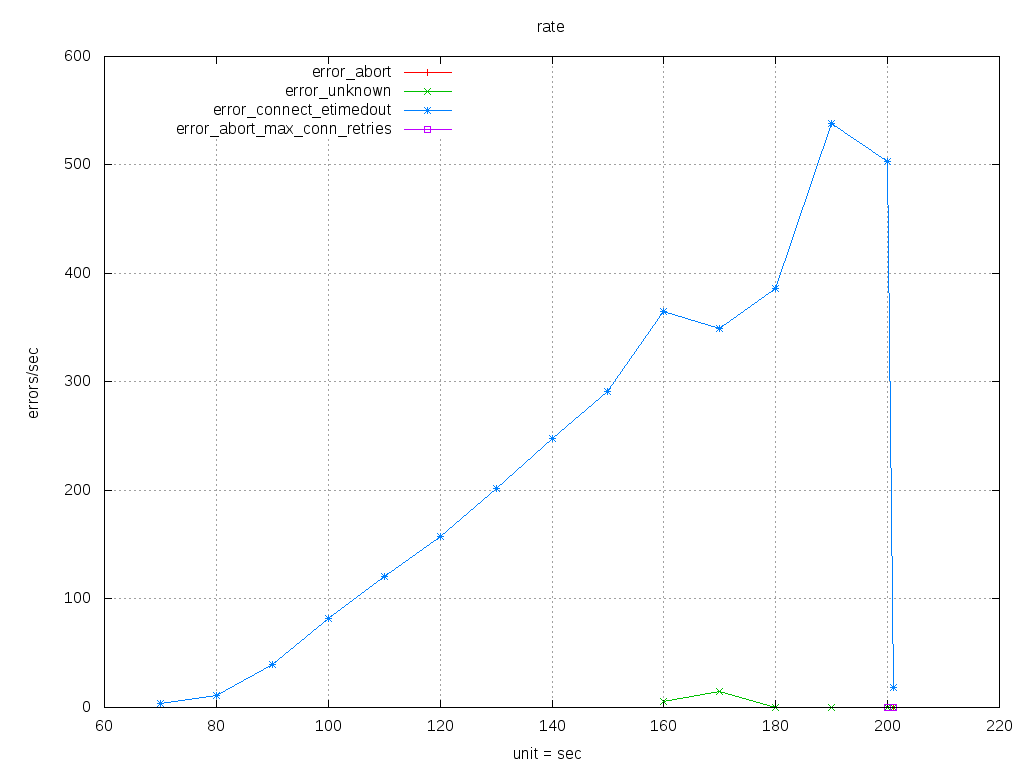 rate
600
500
400
300
200
100
0
errors/sec
error_abort
error_unknown
error_connect_etimedout
error_abort_max_conn_retries
60 80 100 120 140 160 180 200 220
unit = sec